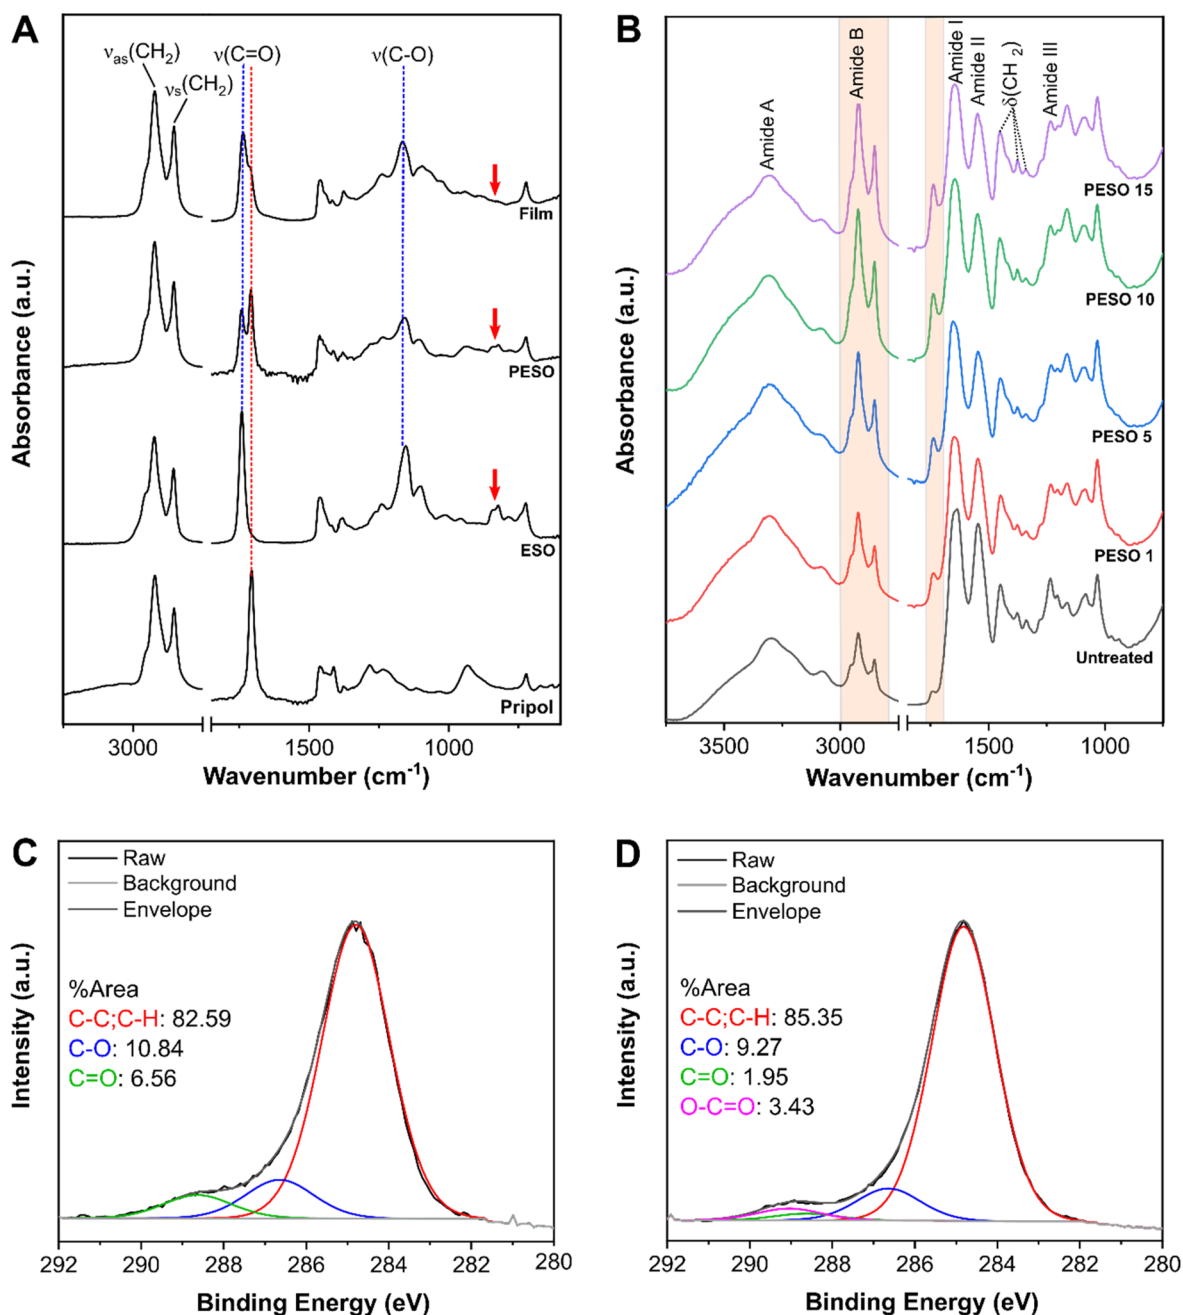 A
ν(C=O)
ν(C-O)
νas(CH2)
νs(CH2)
Film
PESO
ESO
Pripol
Absorbance (a.u.)
3000 1500 1000
Wavenumber (cm-1)
B
Amide A
Amide B
Amide I
Amide II
δ(CH 2)
Amide III
PESO 15
PESO 10
PESO 5
PESO 1
Untreated
Absorbance (a.u.)
3500 3000 1500 1000
Wavenumber (cm-1)
C
Raw
Background
Envelope
%Area
C-C;C-H: 82.59
C-O: 10.84
C=O: 6.56
Intensity (a.u.)
292 290 288 286 284 282 280
Binding Energy (eV)
D
Raw
Background
Envelope
%Area
C-C;C-H: 85.35
C-O: 9.27
C=O: 1.95
O-C=O: 3.43
Intensity (a.u.)
292 290 288 286 284 282 280
Binding Energy (eV)